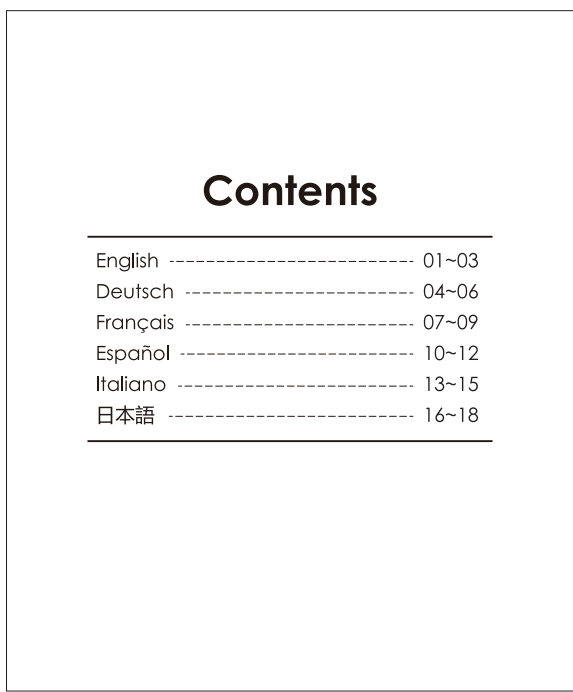 Contents
English ------------------------- 01~03
Deutsch ------------------------ 04~06
Français ------------------------ 07~09
Español ------------------------ 10~12
Italiano ------------------------ 13~15
日本語 ------------------------- 16~18